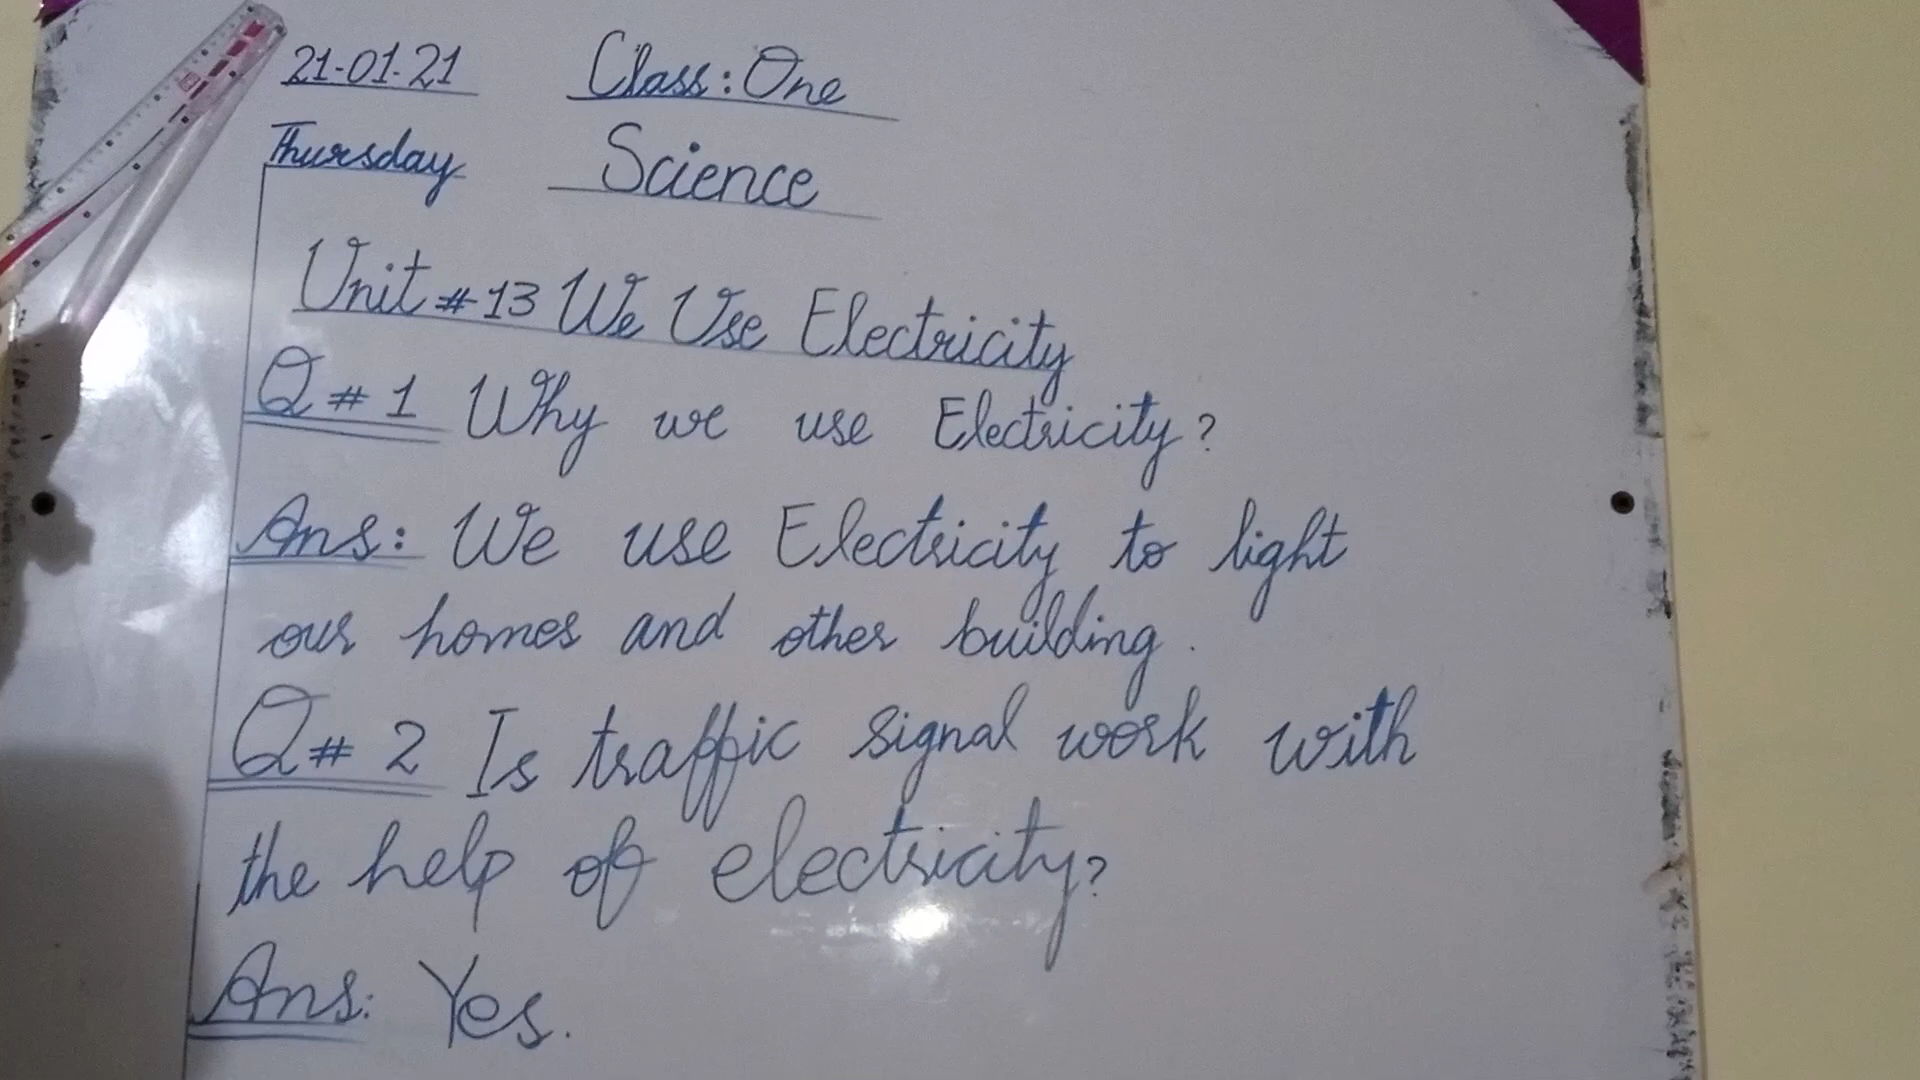 21-01-21 Class: One
Thursday Science
Unit # 13 We Use Electricity
Q # 1 Why we use Electricity?
Ans: We use Electricity to light
our homes and other building.
Q # 2 Is traffic signal work with
the help of electricity?
Ans: Yes.